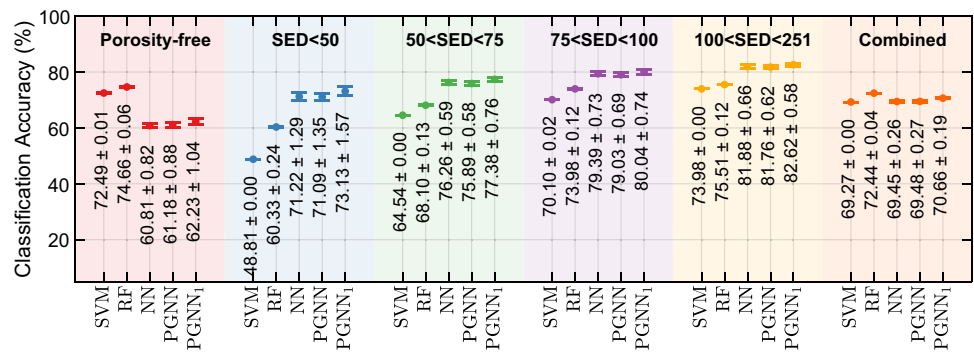 Classification Accuracy (%)
100
80
60
40
20
Porosity-free
SED<50
50<SED<75
75<SED<100
100<SED<251
Combined
72.49 ± 0.01
74.66 ± 0.06
60.81 ± 0.82
61.18 ± 0.88
62.23 ± 1.04
48.81 ± 0.00
60.33 ± 0.24
71.22 ± 1.29
71.09 ± 1.35
73.13 ± 1.57
64.54 ± 0.00
68.10 ± 0.13
76.26 ± 0.59
75.89 ± 0.58
77.38 ± 0.76
70.10 ± 0.02
73.98 ± 0.12
79.39 ± 0.73
79.03 ± 0.69
80.04 ± 0.74
73.98 ± 0.00
75.51 ± 0.12
81.88 ± 0.66
81.76 ± 0.62
82.62 ± 0.58
69.27 ± 0.00
72.44 ± 0.04
69.45 ± 0.26
69.48 ± 0.27
70.66 ± 0.19
SVM
RF
NN
PGNN
PGNN₁
SVM
RF
NN
PGNN
PGNN₁
SVM
RF
NN
PGNN
PGNN₁
SVM
RF
NN
PGNN
PGNN₁
SVM
RF
NN
PGNN
PGNN₁
SVM
RF
NN
PGNN
PGNN₁